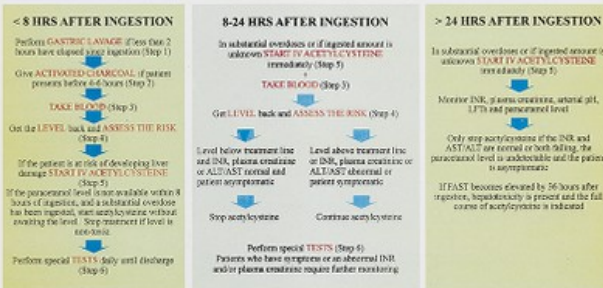 < 8 HRS AFTER INGESTION
Perform GASTRIC LAVAGE if less than 2
hours have elapsed since ingestion (Step 1)
Give ACTIVATED CHARCOAL if patient
presents before 4-6 hours (Step 2)
TAKE BLOOD (Step 3)
Get the LEVEL back and ASSESS THE RISK
(Step 4)
If the patient is at risk of developing liver
damage START IV ACETYLCYSTEINE
(Step 5)
If the paracetamol level is not available within 8
hours of ingestion, and a substantial overdose
has been ingested, start acetylcysteine without
awaiting the level. Stop treatment if level is
non-toxic
Perform special TESTS daily until discharge
(Step 6)
8-24 HRS AFTER INGESTION
In substantial overdoses or if ingested amount is
unknown START IV ACETYLCYSTEINE
immediately (Step 5)
+
TAKE BLOOD (Step 3)
Get LEVEL back and ASSESS THE RISK (Step 4)
Level below treatment line
and INR, plasma creatinine
or ALT/AST normal and
patient asymptomatic
Stop acetylcysteine
Level above treatment line
or INR, plasma creatinine or
ALT/AST abnormal or
patient symptomatic
Continue acetylcysteine
Perform special TESTS (Step 6)
Patients who have symptoms or an abnormal INR
and/or plasma creatinine require further monitoring
> 24 HRS AFTER INGESTION
In substantial overdoses or if ingested amount is
unknown START IV ACETYLCYSTEINE
immediately (Step 5)
Monitor INR, plasma creatinine, arterial pH,
LFTs and paracetamol level
Only stop acetylcysteine if the INR and
AST/ALT are normal or both falling, the
paracetamol level is undetectable and the patient
is asymptomatic
If FAST becomes elevated by 36 hours after
ingestion, hepatotoxicity is present and the full
course of acetylcysteine is indicated